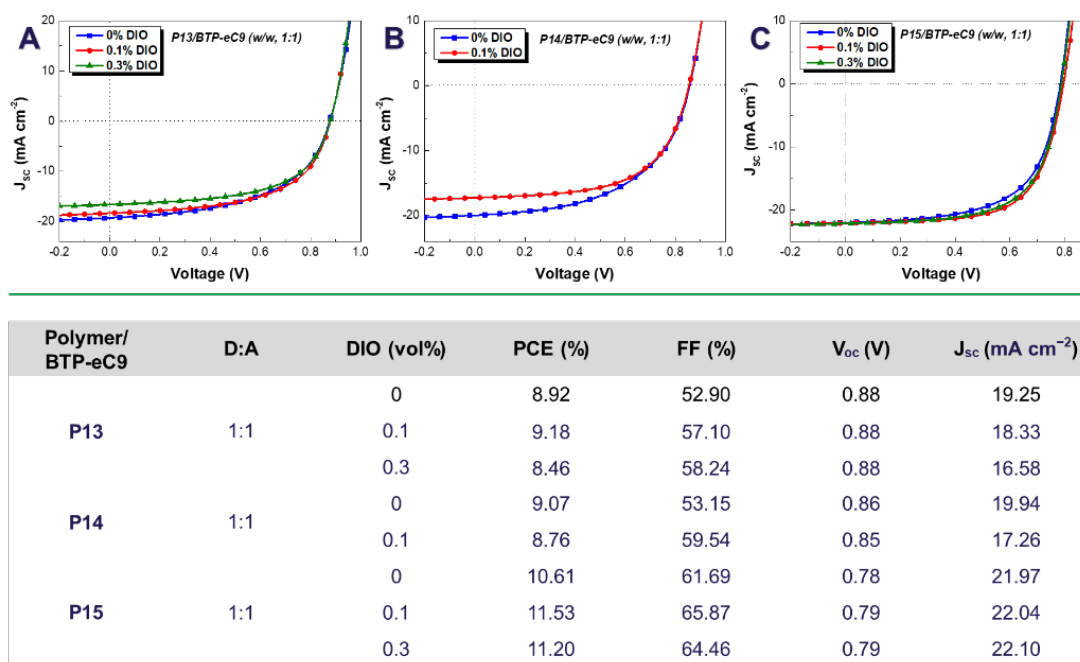 A
0% DIO
0.1% DIO
0.3% DIO
P13/BTP-eC9 (w/w, 1:1)
J_sc (mA cm⁻²)
20
10
0
-10
-20
-0.2 0.0 0.2 0.4 0.6 0.8 1.0
Voltage (V)
B
0% DIO
0.1% DIO
P14/BTP-eC9 (w/w, 1:1)
J_sc (mA cm⁻²)
10
0
-10
-20
-0.2 0.0 0.2 0.4 0.6 0.8 1.0
Voltage (V)
C
0% DIO
0.1% DIO
0.3% DIO
P15/BTP-eC9 (w/w, 1:1)
J_sc (mA cm⁻²)
10
0
-10
-20
-0.2 0.0 0.2 0.4 0.6 0.8
Voltage (V)
Polymer/
BTP-eC9 D:A DIO (vol%) PCE (%) FF (%) V_oc (V) J_sc (mA cm⁻²)
0 8.92 52.90 0.88 19.25
P13 1:1 0.1 9.18 57.10 0.88 18.33
0.3 8.46 58.24 0.88 16.58
P14 1:1 0 9.07 53.15 0.86 19.94
0.1 8.76 59.54 0.85 17.26
0 10.61 61.69 0.78 21.97
P15 1:1 0.1 11.53 65.87 0.79 22.04
0.3 11.20 64.46 0.79 22.10